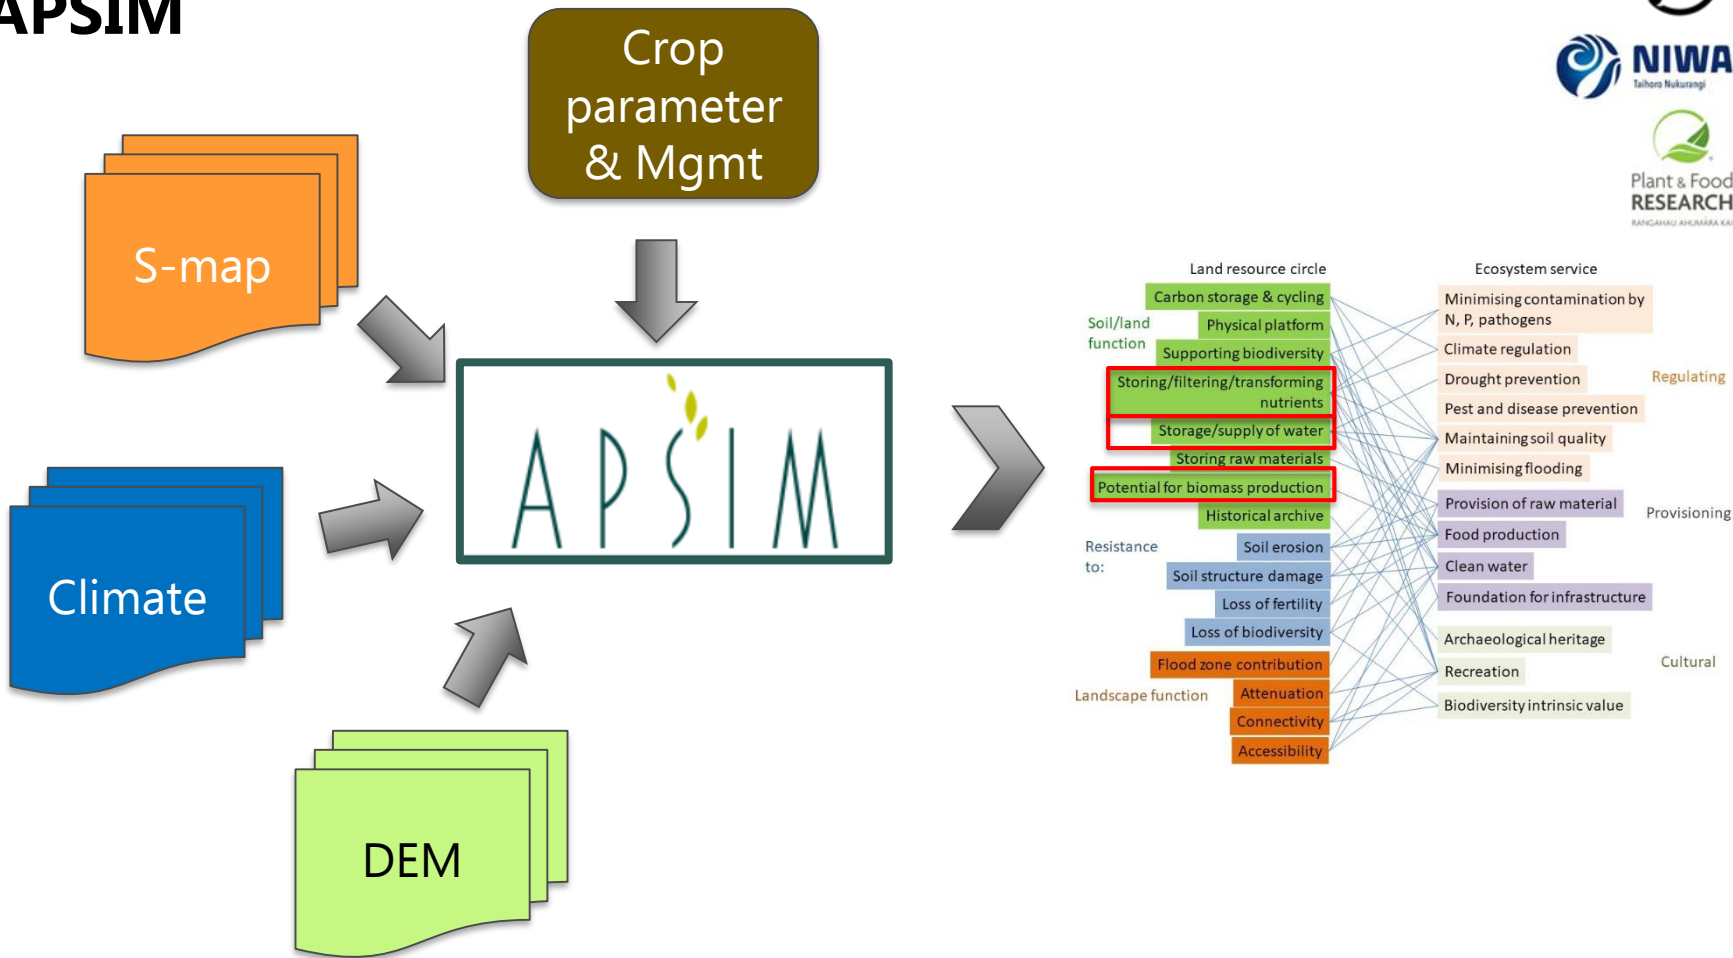 APSIM
Crop
parameter
& Mgmt
NIWA
Taihoro Nukurangi
Plant & Food
RESEARCH
RANGAHAU AHUMĀRA KAI
S-map
Climate
DEM
APSIM
Land resource circle
Soil/land
function
Carbon storage & cycling
Physical platform
Supporting biodiversity
Storing/filtering/transforming
nutrients
Storage/supply of water
Storing raw materials
Potential for biomass production
Historical archive
Resistance
to:
Soil erosion
Soil structure damage
Loss of fertility
Loss of biodiversity
Landscape function
Flood zone contribution
Attenuation
Connectivity
Accessibility
Ecosystem service
Minimising contamination by
N, P, pathogens
Climate regulation
Drought prevention
Pest and disease prevention
Maintaining soil quality
Minimising flooding
Regulating
Provision of raw material
Food production
Clean water
Foundation for infrastructure
Provisioning
Archaeological heritage
Recreation
Biodiversity intrinsic value
Cultural